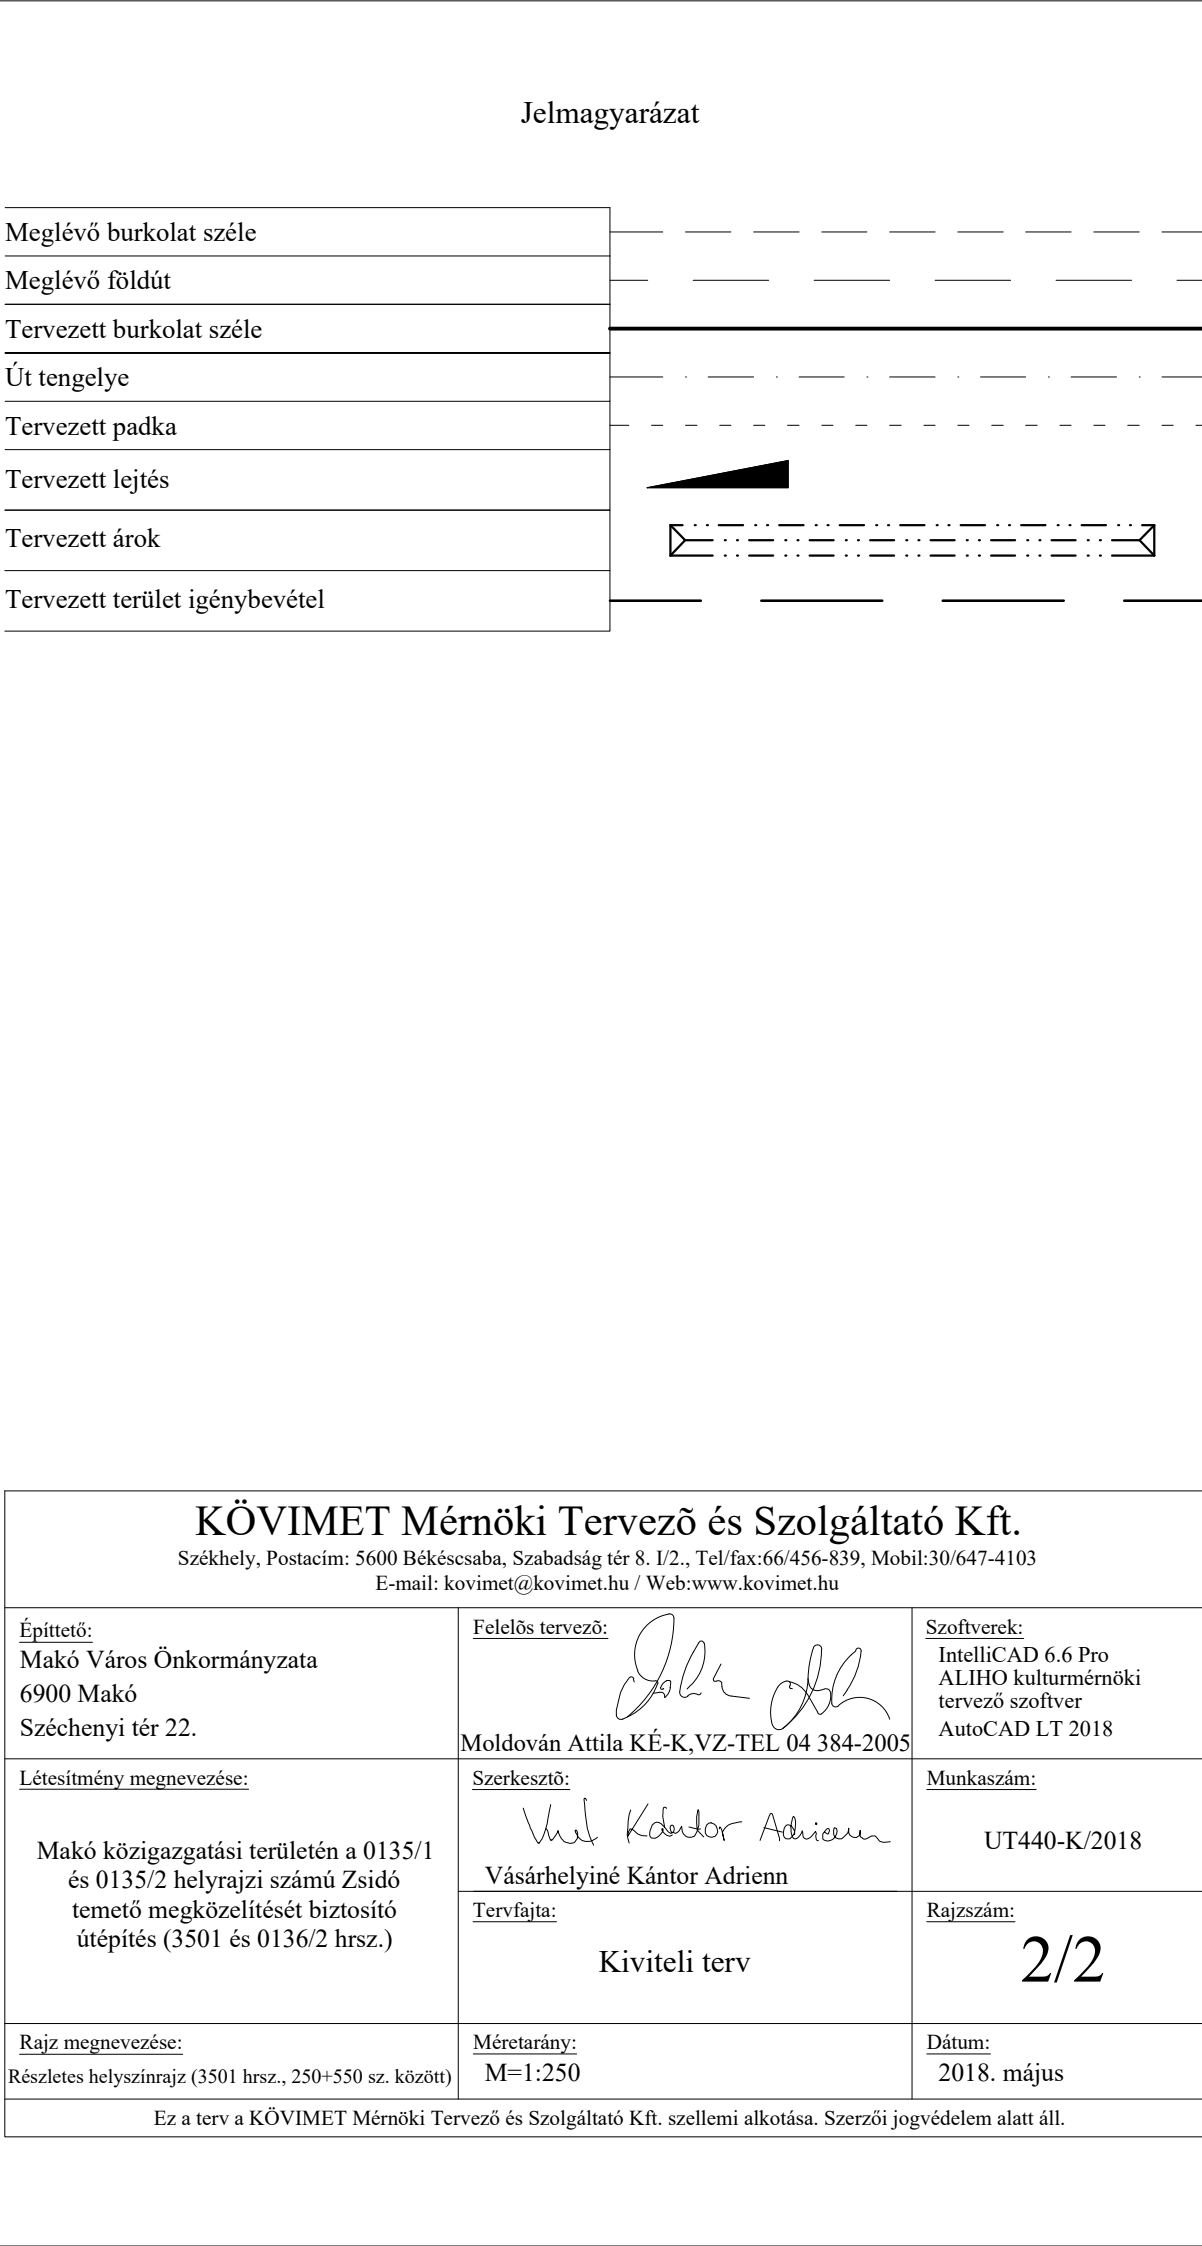 Jelmagyarázat
Meglévő burkolat széle
Meglévő földút
Tervezett burkolat széle
Út tengelye
Tervezett padka
Tervezett lejtés
Tervezett árok
Tervezett terület igénybevétel
KÖVIMET Mérnöki Tervezõ és Szolgáltató Kft.
Székhely, Postacím: 5600 Békéscsaba, Szabadság tér 8. I/2., Tel/fax:66/456-839, Mobil:30/647-4103
E-mail: kovimet@kovimet.hu / Web:www.kovimet.hu
Építtető:
Makó Város Önkormányzata
6900 Makó
Széchenyi tér 22.
Felelõs tervezõ:
Moldován Attila KÉ-K,VZ-TEL 04 384-2005
Szoftverek:
IntelliCAD 6.6 Pro
ALIHO kulturmérnöki
tervező szoftver
AutoCAD LT 2018
Létesítmény megnevezése:
Makó közigazgatási területén a 0135/1
és 0135/2 helyrajzi számú Zsidó
temető megközelítését biztosító
útépítés (3501 és 0136/2 hrsz.)
Szerkesztõ:
Kántor Adrienn
Vásárhelyiné Kántor Adrienn
Munkaszám:
UT440-K/2018
Tervfajta:
Kiviteli terv
Rajzszám:
2/2
Rajz megnevezése:
Részletes helyszínrajz (3501 hrsz., 250+550 sz. között)
Méretarány:
M=1:250
Dátum:
2018. május
Ez a terv a KÖVIMET Mérnöki Tervező és Szolgáltató Kft. szellemi alkotása. Szerzői jogvédelem alatt áll.